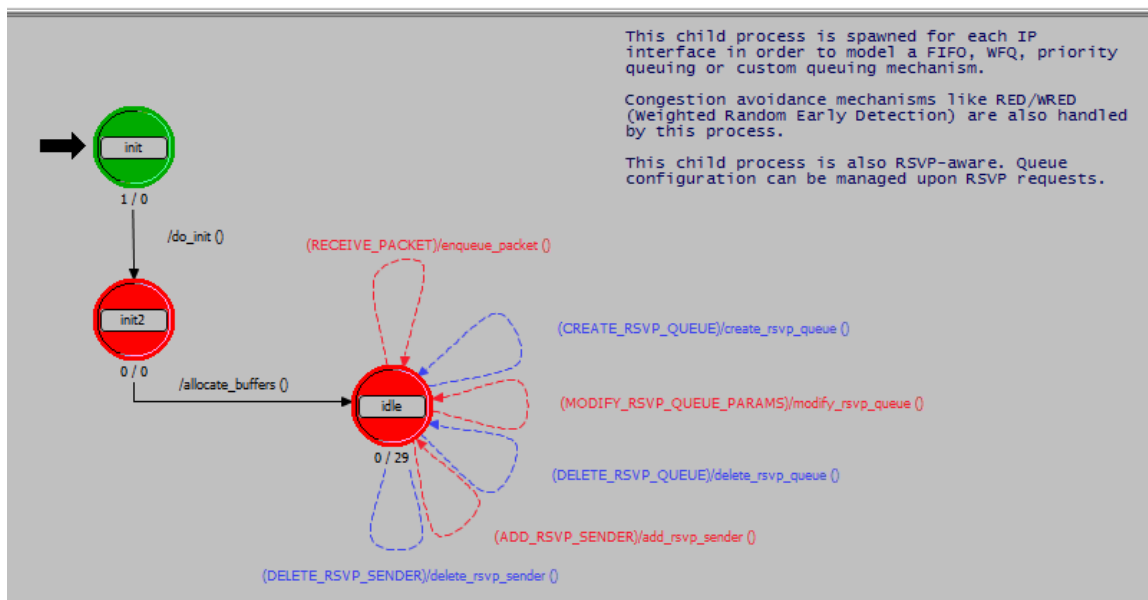 This child process is spawned for each IP
interface in order to model a FIFO, WFQ, priority
queuing or custom queuing mechanism.
Congestion avoidance mechanisms like RED/WRED
(Weighted Random Early Detection) are also handled
by this process.
This child process is also RSVP-aware. Queue
configuration can be managed upon RSVP requests.
init
1 / 0
/do_init ()
(RECEIVE_PACKET)/enqueue_packet ()
init2
0 / 0
(CREATE_RSVP_QUEUE)/create_rsvp_queue ()
/allocate_buffers ()
idle
(MODIFY_RSVP_QUEUE_PARAMS)/modify_rsvp_queue ()
0 / 29
(DELETE_RSVP_QUEUE)/delete_rsvp_queue ()
(ADD_RSVP_SENDER)/add_rsvp_sender ()
(DELETE_RSVP_SENDER)/delete_rsvp_sender ()